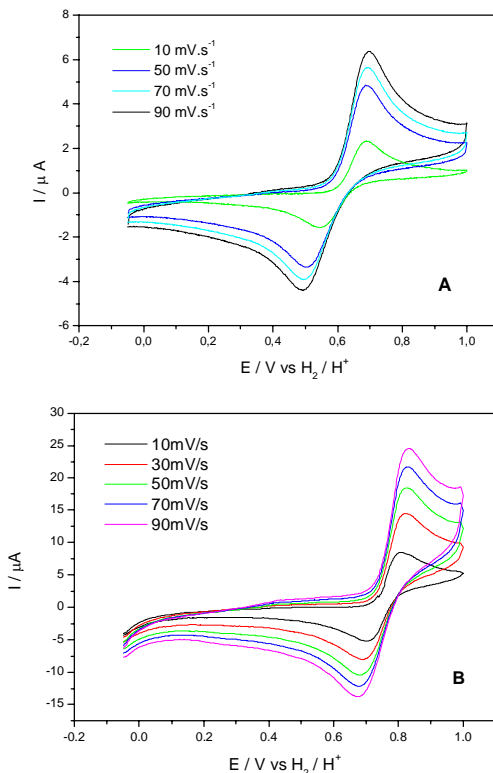 8
6
4
2
0
-2
-4
-6
I / μ A
10 mV.s⁻¹
50 mV.s⁻¹
70 mV.s⁻¹
90 mV.s⁻¹
A
-0,2 0,0 0,2 0,4 0,6 0,8 1,0
E / V vs H₂ / H⁺
30
25
20
15
10
5
0
-5
-10
-15
I / μA
10mV/s
30mV/s
50mV/s
70mV/s
90mV/s
B
-0.2 0.0 0.2 0.4 0.6 0.8 1.0
E / V vs H₂ / H⁺